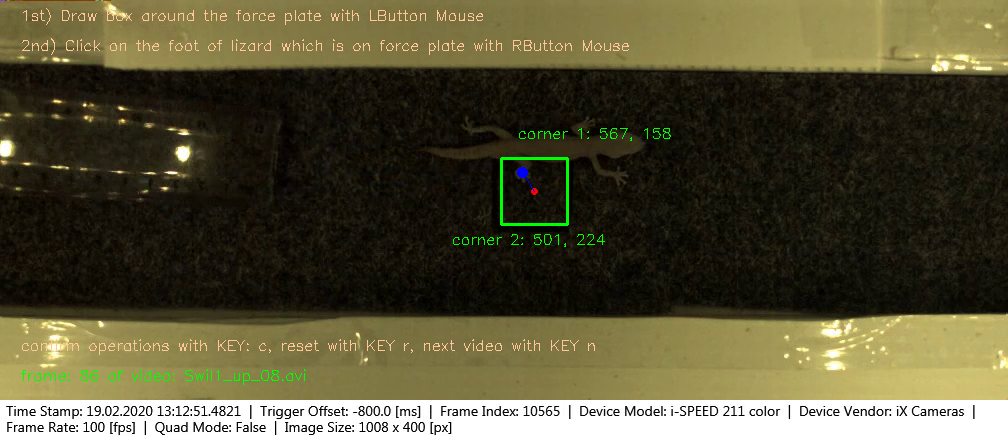 1st) Draw box around the force plate with LButton Mouse
2nd) Click on the foot of lizard which is on force plate with RButton Mouse
corner 1: 567, 158
corner 2: 501, 224
confirm operations with KEY: c, reset with KEY r, next video with KEY n
frame: 56 of video: 5wil1_up_08.avi
Time Stamp: 19.02.2020 13:12:51.4821 | Trigger Offset: -800.0 [ms] | Frame Index: 10565 | Device Model: i-SPEED 211 color | Device Vendor: iX Cameras |
Frame Rate: 100 [fps] | Quad Mode: False | Image Size: 1008 x 400 [px]